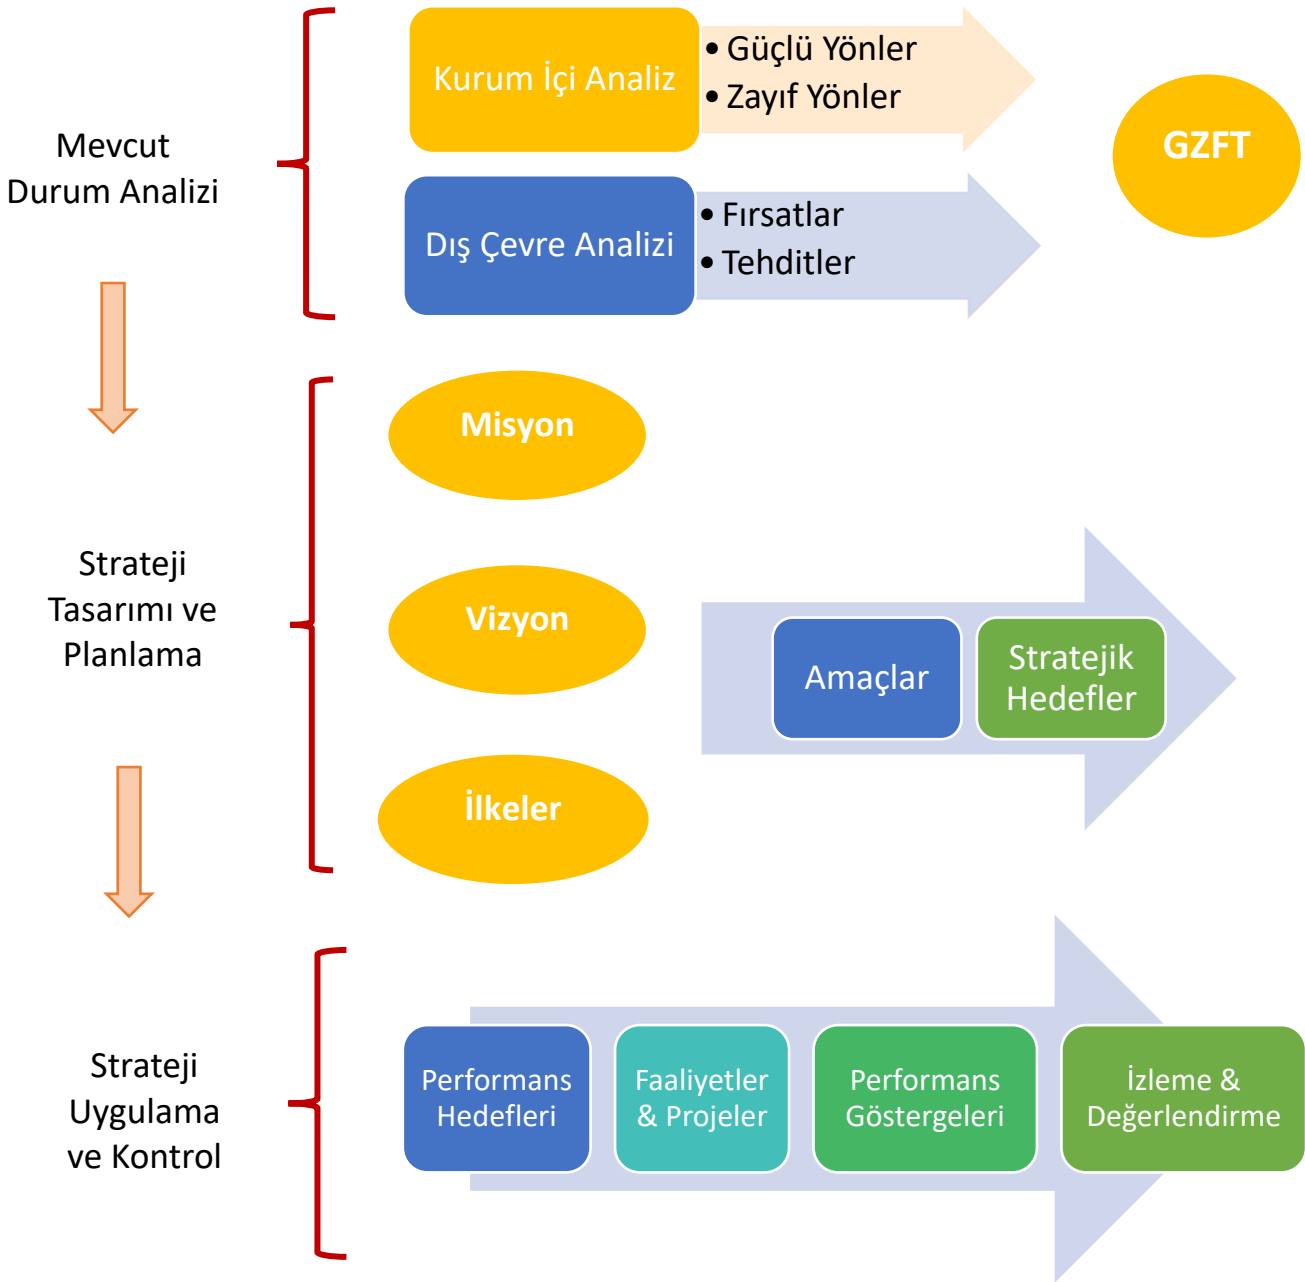 Mevcut
Durum Analizi
Kurum İçi Analiz
• Güçlü Yönler
• Zayıf Yönler
Dış Çevre Analizi
• Fırsatlar
• Tehditler
GZFT
Strateji
Tasarımı ve
Planlama
Misyon
Vizyon
İlkeler
Amaçlar
Stratejik
Hedefler
Strateji
Uygulama
ve Kontrol
Performans
Hedefleri
Faaliyetler
& Projeler
Performans
Göstergeleri
İzleme &
Değerlendirme